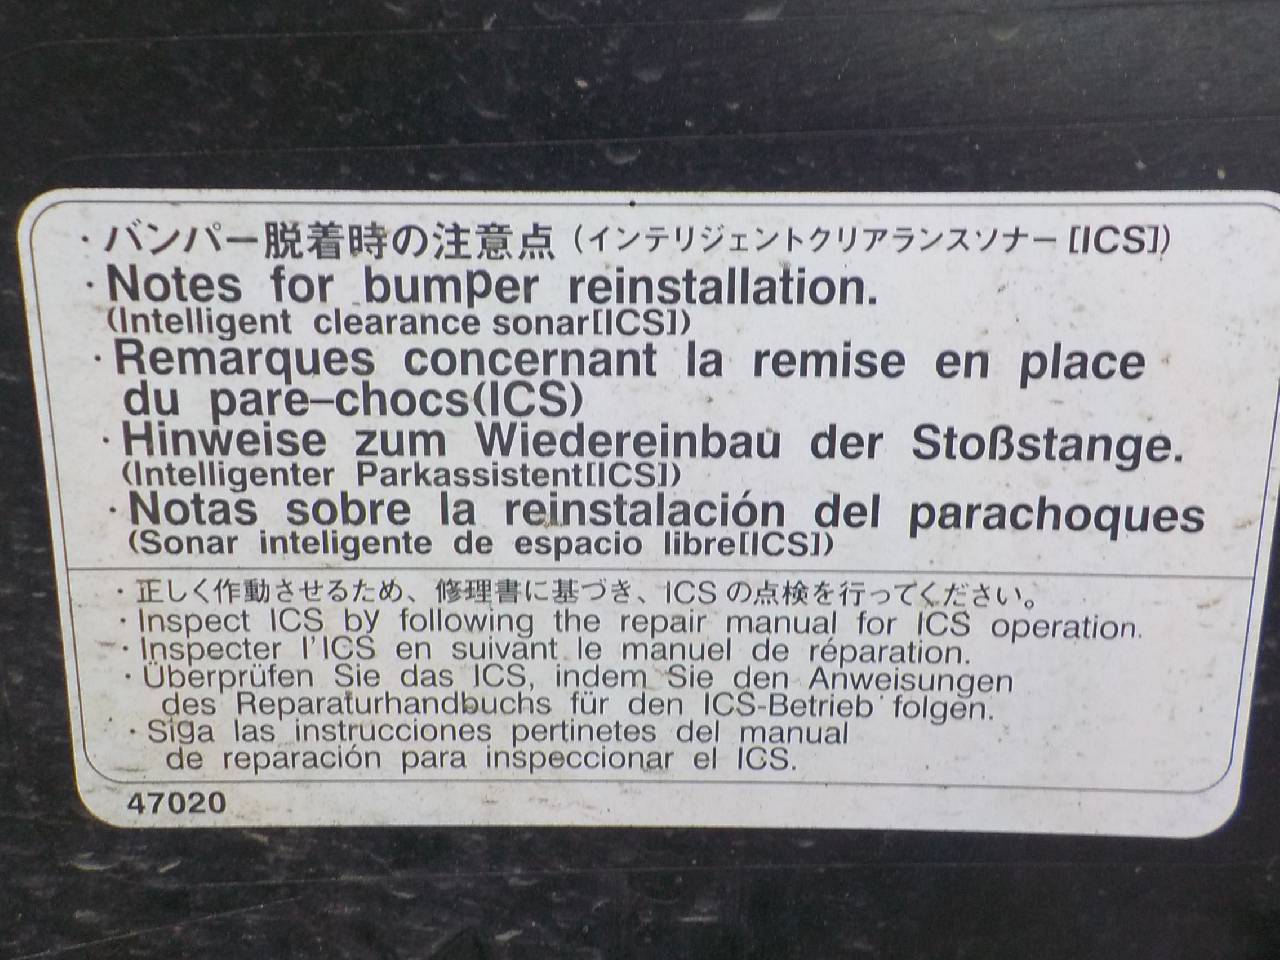 ・バンパー脱着時の注意点（インテリジェントクリアランスソナー[ICS]）
・Notes for bumper reinstallation.
(Intelligent clearance sonar[ICS])
・Remarques concernant la remise en place
du pare-chocs(ICS)
・Hinweise zum Wiedereinbau der Stoßstange.
(Intelligenter Parkassistent[ICS])
・Notas sobre la reinstalación del parachoques
(Sonar inteligente de espacio libre[ICS])
・正しく作動させるため、修理書に基づき、ICSの点検を行ってください。
・Inspect ICS by following the repair manual for ICS operation.
・Inspecter l'ICS en suivant le manuel de réparation.
・Überprüfen Sie das ICS, indem Sie den Anweisungen
des Reparaturhandbuchs für den ICS-Betrieb folgen.
・Siga las instrucciones pertinetes del manual
de reparación para inspeccionar el ICS.
47020